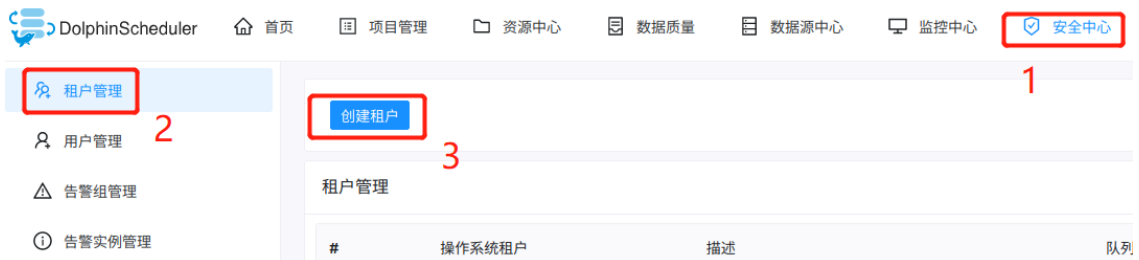 DolphinScheduler 首页 项目管理 资源中心 数据质量 数据源中心 监控中心 安全中心
1
租户管理
2
用户管理
告警组管理
告警实例管理
创建租户
3
租户管理
# 操作系统租户 描述 队列